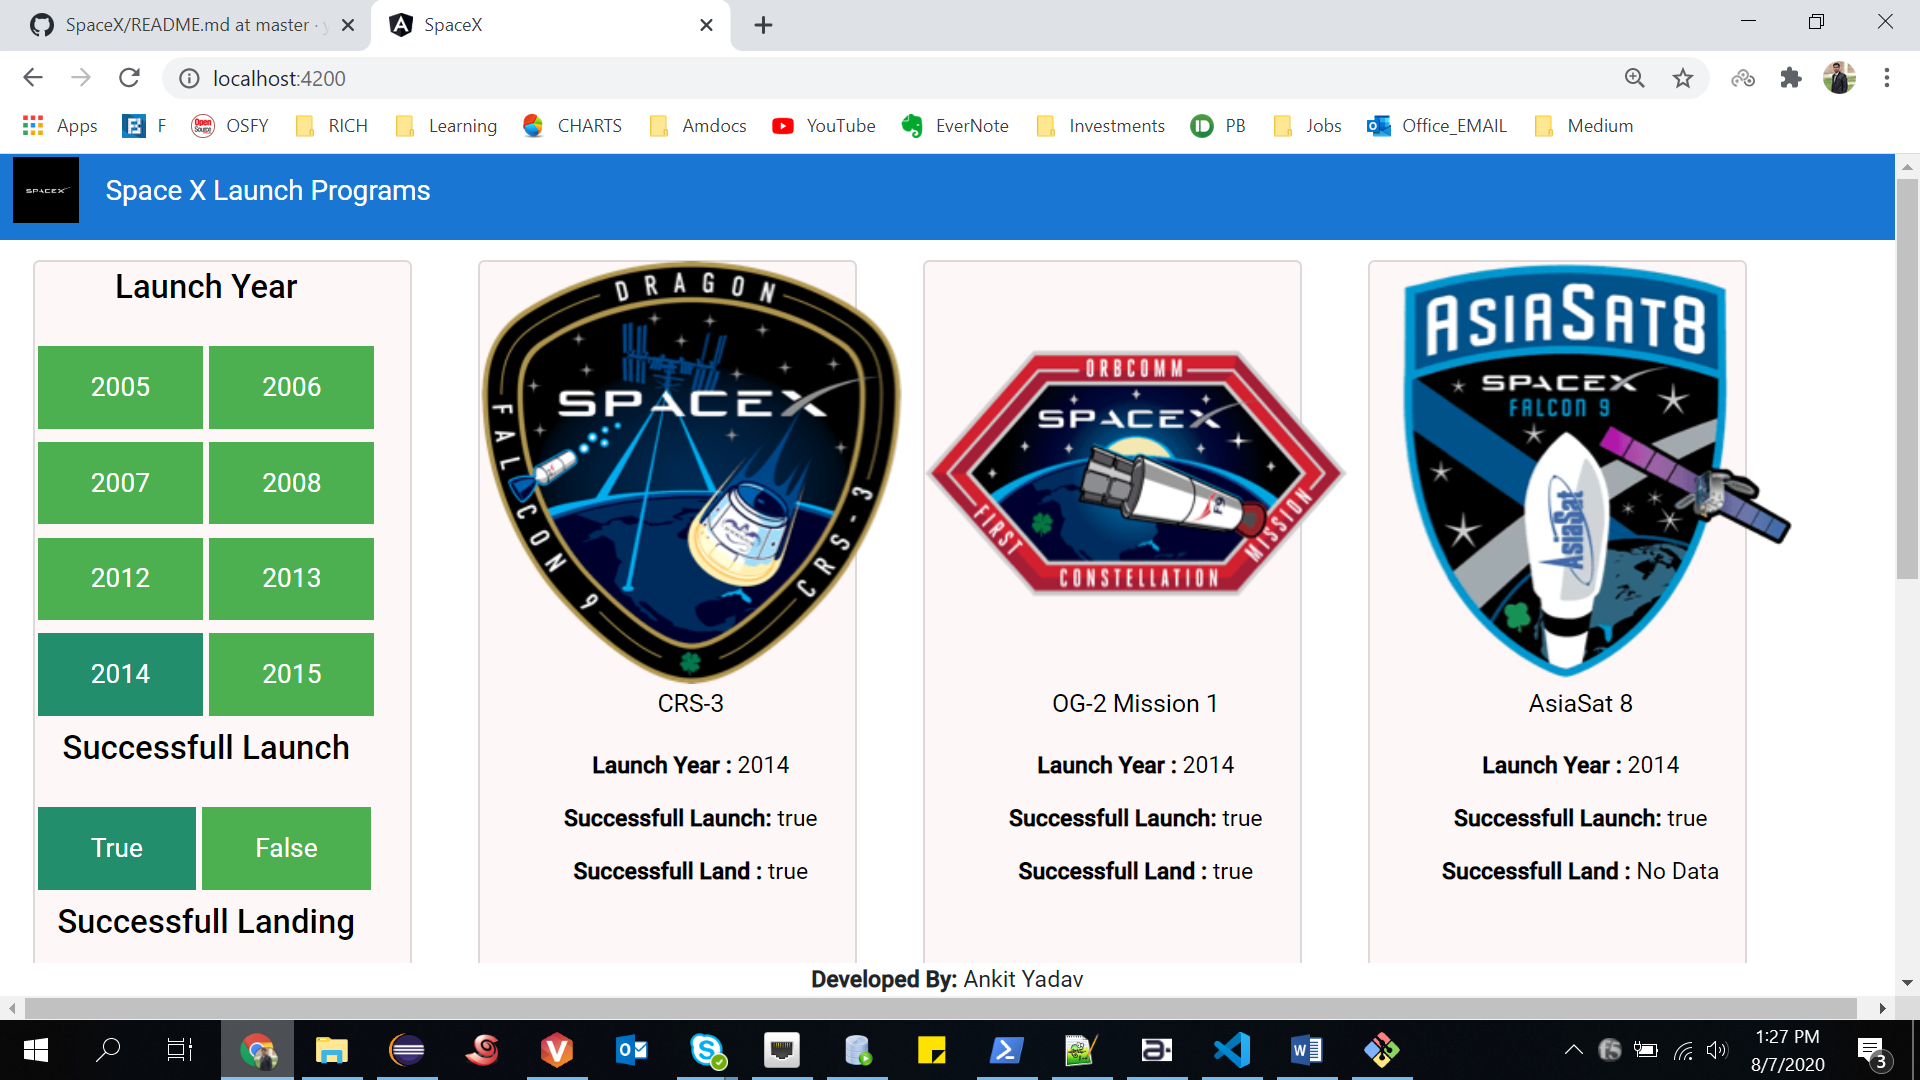 SpaceX/README.md at master ·
SpaceX
localhost:4200
Apps
F
Open Source
OSFY
RICH
Learning
CHARTS
Amdocs
YouTube
EverNote
Investments
PB
Jobs
Office_EMAIL
Medium
SPACEX
Space X Launch Programs
Launch Year
2005
2006
2007
2008
2012
2013
2014
2015
Successfull Launch
True
False
Successfull Landing
DRAGON
SPACEX
FALCON 9
CRS-3
CRS-3
Launch Year : 2014
Successfull Launch: true
Successfull Land : true
ORBCOMM
SPACEX
F9
FIRST
CONSTELLATION
MISSION
OG-2 Mission 1
Launch Year : 2014
Successfull Launch: true
Successfull Land : true
ASIASAT8
SPACEX
FALCON 9
AsiaSat
AsiaSat 8
Launch Year : 2014
Successfull Launch: true
Successfull Land : No Data
Developed By: Ankit Yadav
1:27 PM
8/7/2020
3